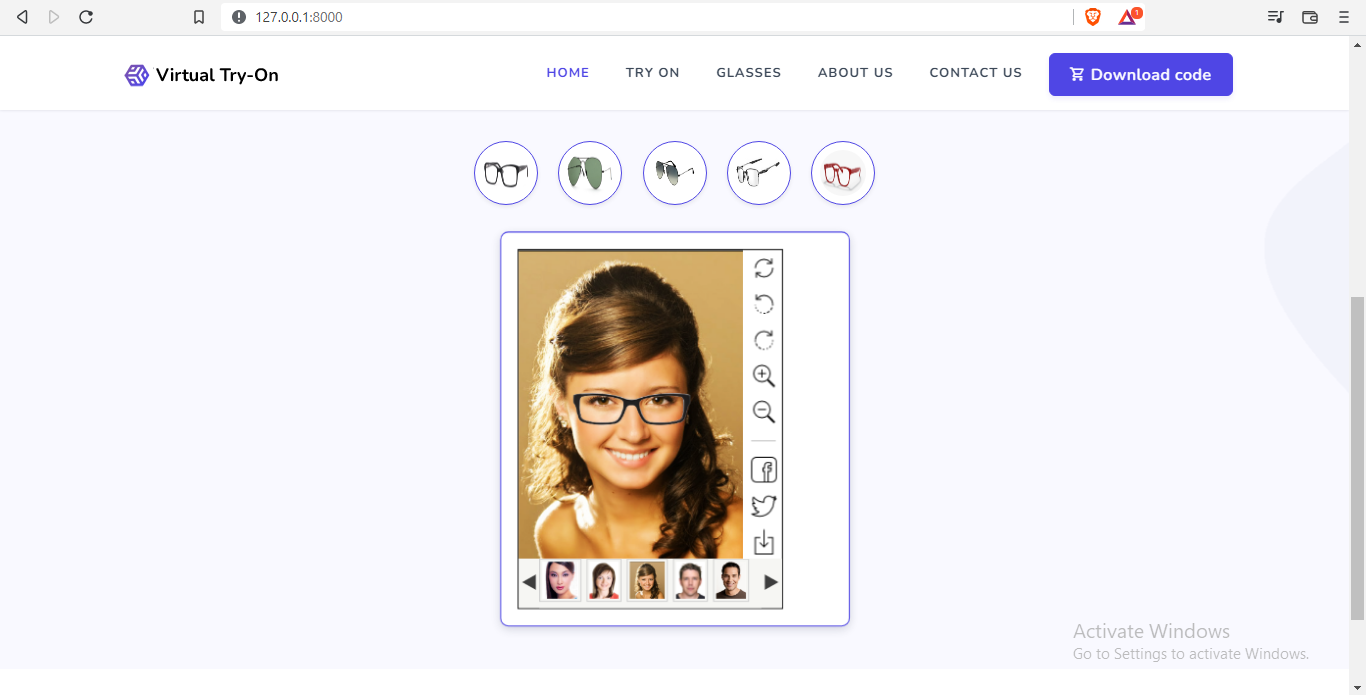 127.0.0.1:8000
1
Virtual Try-On
HOME
TRY ON
GLASSES
ABOUT US
CONTACT US
Download code
Activate Windows
Go to Settings to activate Windows.